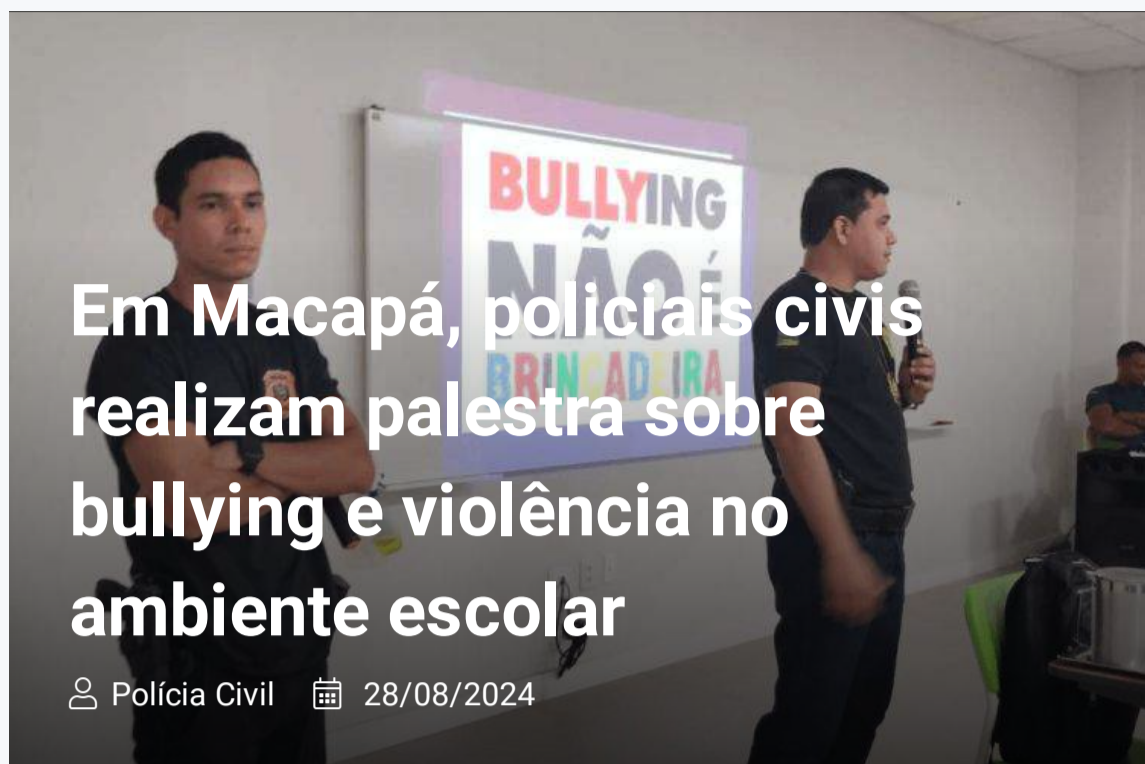 BULLYING
NÃO É
BRINCADEIRA
Em Macapá, policiais civis
realizam palestra sobre
bullying e violência no
ambiente escolar
Polícia Civil 28/08/2024